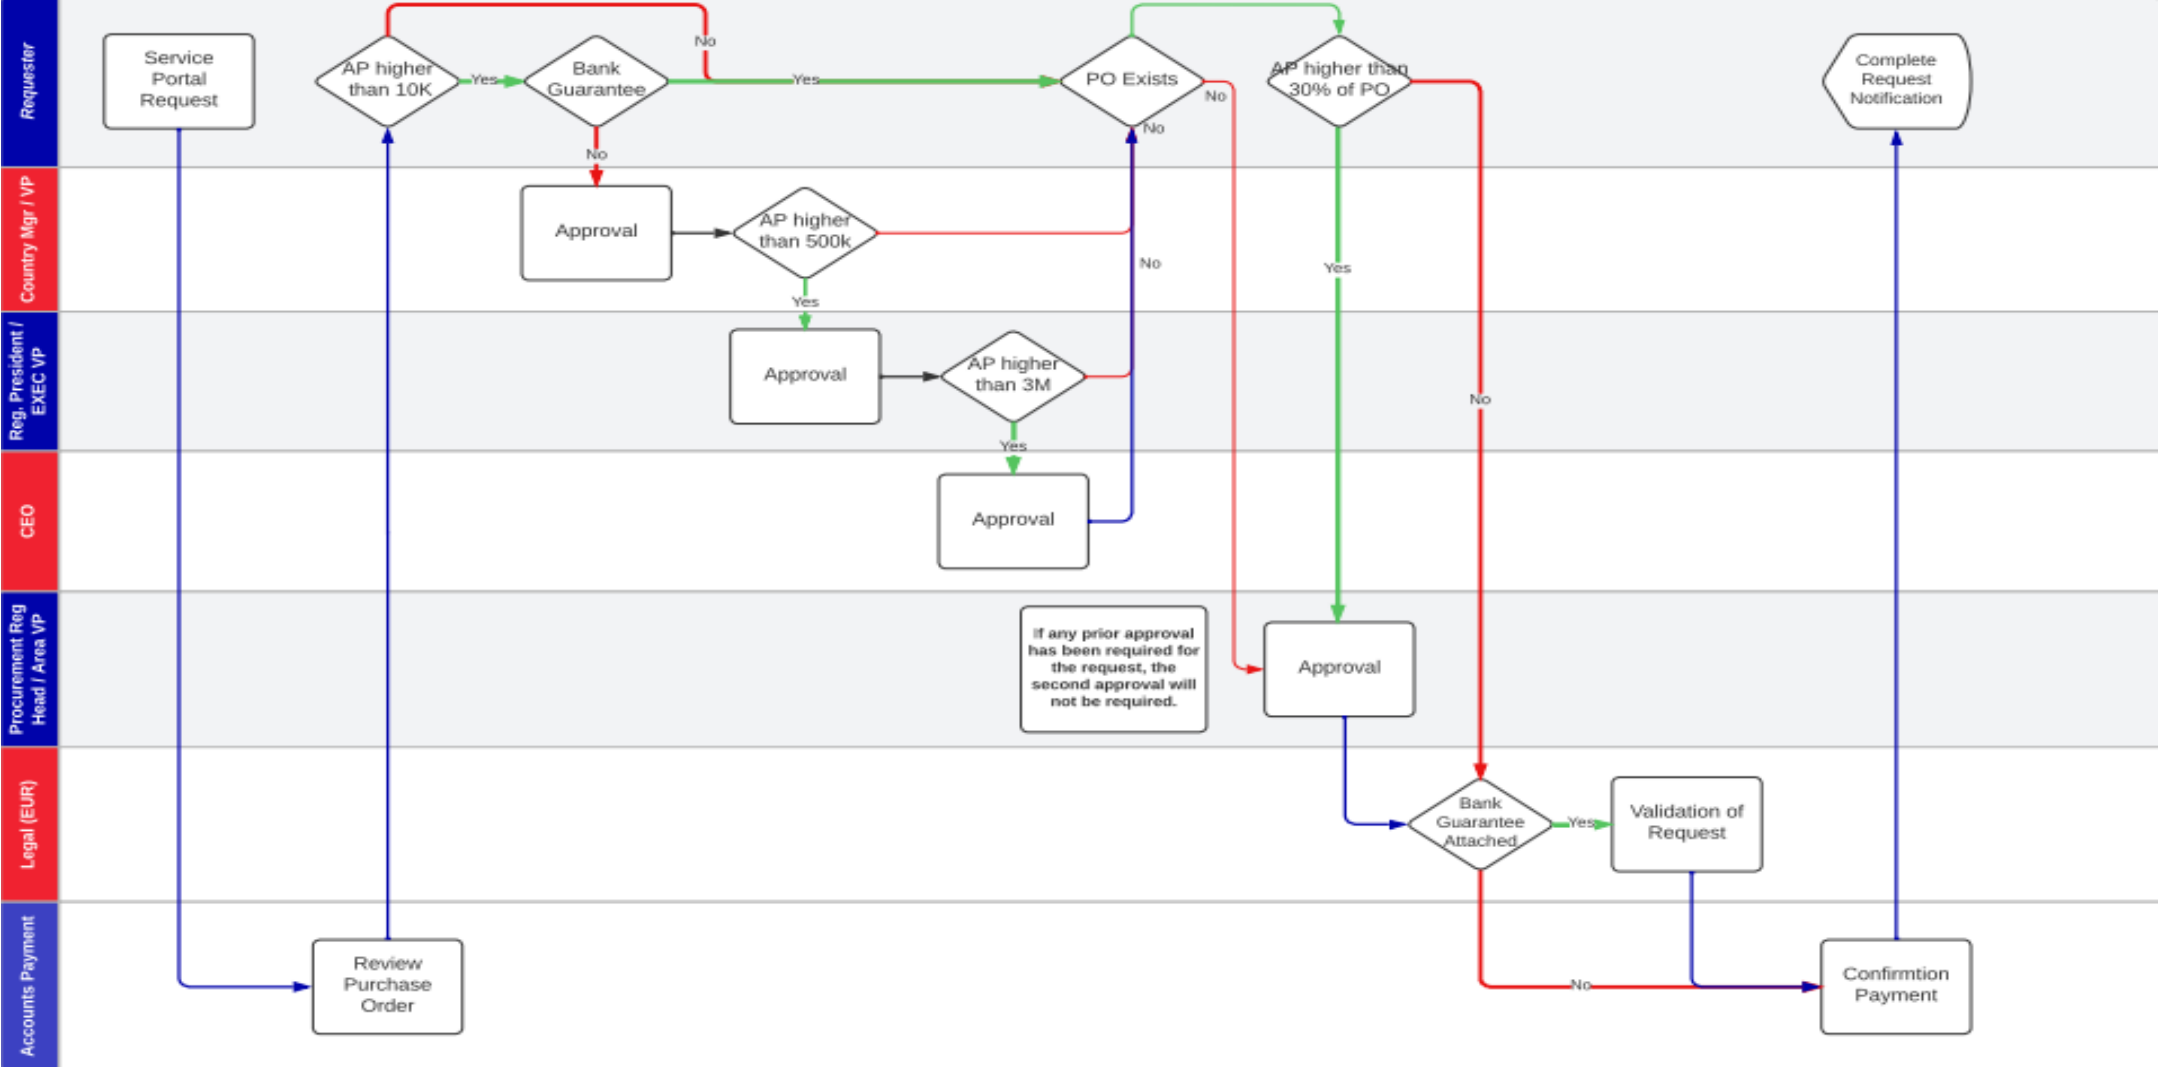 Requester
Service
Portal
Request
AP higher
than 10K
Yes
Bank
Guarantee
No
Yes
No
PO Exists
No
No
AP higher than
30% of PO
Complete
Request
Notification
Country Mgr / VP
Approval
AP higher
than 500k
No
Yes
Yes
Reg. President /
EXEC VP
Approval
AP higher
than 3M
No
Yes
CEO
Approval
Procurement Reg
Head / Area VP
If any prior approval
has been required for
the request, the
second approval will
not be required.
Approval
Legal (EUR)
Bank
Guarantee
Attached
Yes
Validation of
Request
Accounts Payment
Review
Purchase
Order
No
Confirmtion
Payment